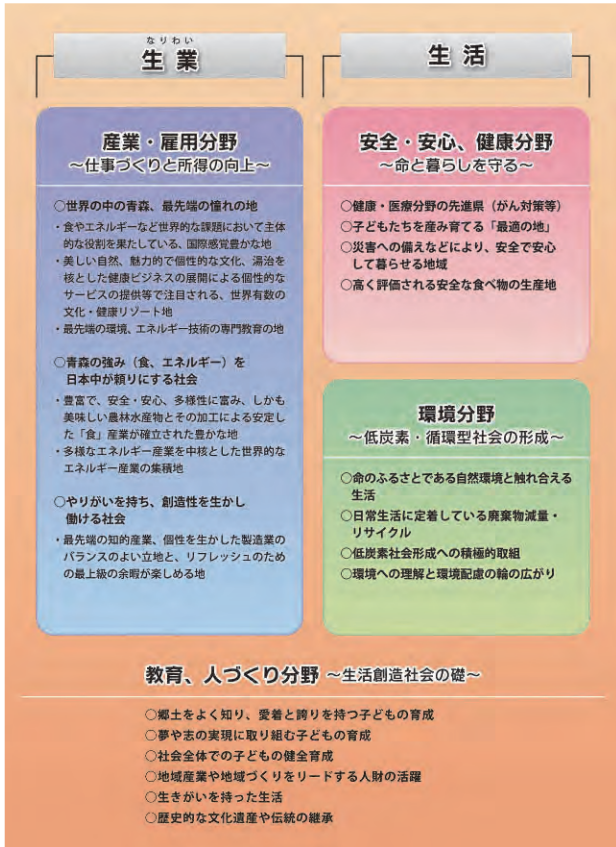 なりわい
生業
産業・雇用分野
～仕事づくりと所得の向上～
○世界の中の青森、最先端の憧れの地
・食やエネルギーなど世界的な課題において主体
的な役割を果たしている、国際感覚豊かな地
・美しい自然、魅力的で個性的な文化、湯治を
核とした健康ビジネスの展開による個性的な
サービスの提供等で注目される、世界有数の
文化・健康リゾート地
・最先端の環境、エネルギー技術の専門教育の地
○青森の強み（食、エネルギー）を
日本中が頼りにする社会
・豊富で、安全・安心、多様性に富み、しかも
美味しい農林水産物とその加工による安定し
た「食」産業が確立された豊かな地
・多様なエネルギー産業を中核とした世界的な
エネルギー産業の集積地
○やりがいを持ち、創造性を生かし
働ける社会
・最先端の知的産業、個性を生かした製造業の
バランスのよい立地と、リフレッシュのため
の最上級の余暇が楽しめる地
生活
安全・安心、健康分野
～命と暮らしを守る～
○健康・医療分野の先進県（がん対策等）
○子どもたちを産み育てる「最適の地」
○災害への備えなどにより、安全で安心
して暮らせる地域
○高く評価される安全な食べ物の生産地
環境分野
～低炭素・循環型社会の形成～
○命のふるさとである自然環境と触れ合える
生活
○日常生活に定着している廃棄物減量・
リサイクル
○低炭素社会形成への積極的取組
○環境への理解と環境配慮の輪の広がり
教育、人づくり分野 ～生活創造社会の礎～
○郷土をよく知り、愛着と誇りを持つ子どもの育成
○夢や志の実現に取り組む子どもの育成
○社会全体での子どもの健全育成
○地域産業や地域づくりをリードする人財の活躍
○生きがいを持った生活
○歴史的な文化遺産や伝統の継承